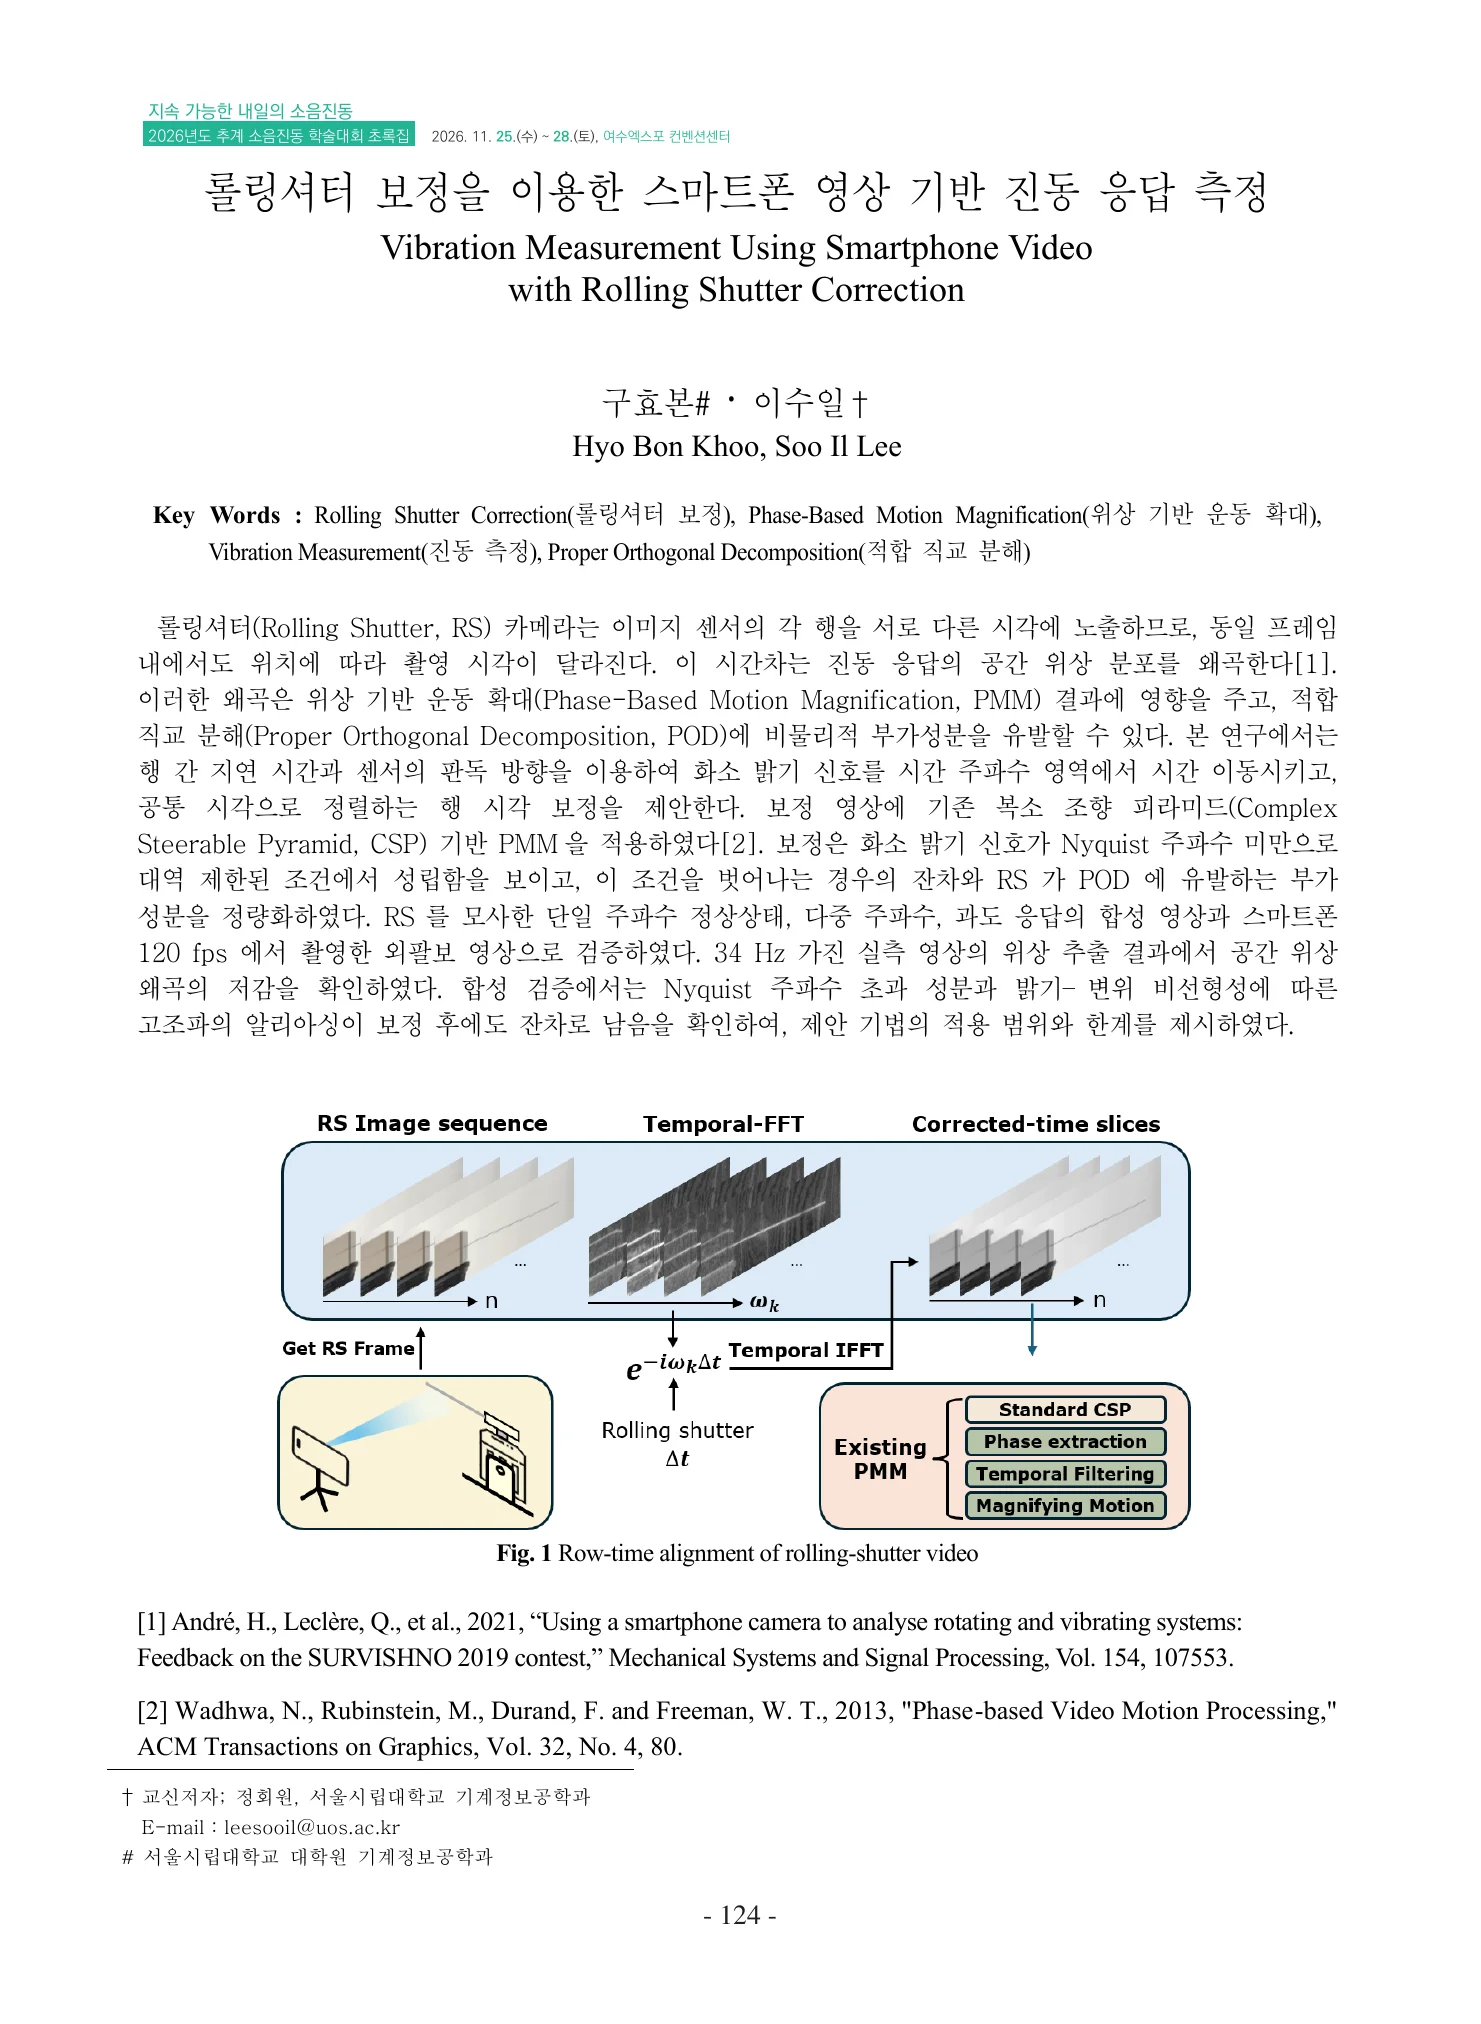 지속 가능한 내일의 소음진동
2026년도 추계 소음진동 학술대회 초록집 2026. 11. 25.(수) ~ 28.(토), 여수엑스포 컨벤션센터
롤링셔터 보정을 이용한 스마트폰 영상 기반 진동 응답 측정
Vibration Measurement Using Smartphone Video
with Rolling Shutter Correction
구효본# · 이수일†
Hyo Bon Khoo, Soo Il Lee
Key Words : Rolling Shutter Correction(롤링셔터 보정), Phase-Based Motion Magnification(위상 기반 운동 확대),
Vibration Measurement(진동 측정), Proper Orthogonal Decomposition(적합 직교 분해)
롤링셔터(Rolling Shutter, RS) 카메라는 이미지 센서의 각 행을 서로 다른 시각에 노출하므로, 동일 프레임
내에서도 위치에 따라 촬영 시각이 달라진다. 이 시간차는 진동 응답의 공간 위상 분포를 왜곡한다[1].
이러한 왜곡은 위상 기반 운동 확대(Phase-Based Motion Magnification, PMM) 결과에 영향을 주고, 적합
직교 분해(Proper Orthogonal Decomposition, POD)에 비물리적 부가성분을 유발할 수 있다. 본 연구에서는
행 간 지연 시간과 센서의 판독 방향을 이용하여 화소 밝기 신호를 시간 주파수 영역에서 시간 이동시키고,
공통 시각으로 정렬하는 행 시각 보정을 제안한다. 보정 영상에 기존 복소 조향 피라미드(Complex
Steerable Pyramid, CSP) 기반 PMM 을 적용하였다[2]. 보정은 화소 밝기 신호가 Nyquist 주파수 미만으로
대역 제한된 조건에서 성립함을 보이고, 이 조건을 벗어나는 경우의 잔차와 RS 가 POD 에 유발하는 부가
성분을 정량화하였다. RS 를 모사한 단일 주파수 정상상태, 다중 주파수, 과도 응답의 합성 영상과 스마트폰
120 fps 에서 촬영한 외팔보 영상으로 검증하였다. 34 Hz 가진 실측 영상의 위상 추출 결과에서 공간 위상
왜곡의 저감을 확인하였다. 합성 검증에서는 Nyquist 주파수 초과 성분과 밝기– 변위 비선형성에 따른
고조파의 알리아싱이 보정 후에도 잔차로 남음을 확인하여, 제안 기법의 적용 범위와 한계를 제시하였다.
RS Image sequence Temporal-FFT Corrected-time slices
... ... ...
n ωₖ n
Get RS Frame
e^{−iωₖΔt} Temporal IFFT
Rolling shutter
Δt
Existing
PMM
Standard CSP
Phase extraction
Temporal Filtering
Magnifying Motion
Fig. 1 Row-time alignment of rolling-shutter video
[1] André, H., Leclère, Q., et al., 2021, “Using a smartphone camera to analyse rotating and vibrating systems:
Feedback on the SURVISHNO 2019 contest,” Mechanical Systems and Signal Processing, Vol. 154, 107553.
[2] Wadhwa, N., Rubinstein, M., Durand, F. and Freeman, W. T., 2013, "Phase-based Video Motion Processing,"
ACM Transactions on Graphics, Vol. 32, No. 4, 80.
† 교신저자; 정회원, 서울시립대학교 기계정보공학과
E-mail : leesooil@uos.ac.kr
# 서울시립대학교 대학원 기계정보공학과
- 124 -